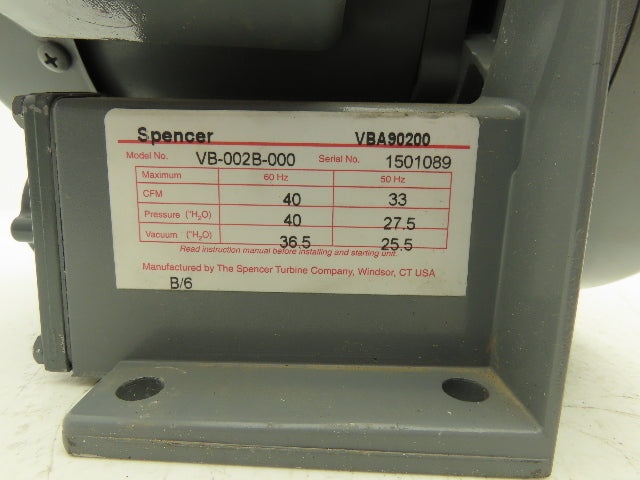 Spencer VBA90200
Model No. VB-002B-000 Serial No. 1501089
Maximum 60 Hz 50 Hz
CFM 40 33
Pressure ("H₂O) 40 27.5
Vacuum ("H₂O) 36.5 25.5
Read instruction manual before installing and starting unit.
Manufactured by The Spencer Turbine Company, Windsor, CT USA
B/6